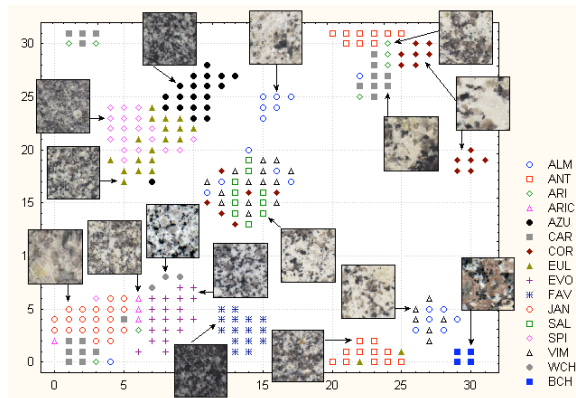 30
25
20
15
10
5
0
0
5
10
15
20
25
30
ALM
ANT
ARI
ARIC
AZU
CAR
COR
EUL
EVO
FAV
JAN
SAL
SPI
VIM
WCH
BCH